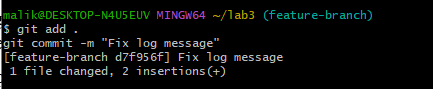 malik@DESKTOP-N4U5EUV MINGW64 ~/lab3 (feature-branch)
$ git add .
git commit -m "Fix log message"
[feature-branch d7f956f] Fix log message
 1 file changed, 2 insertions(+)